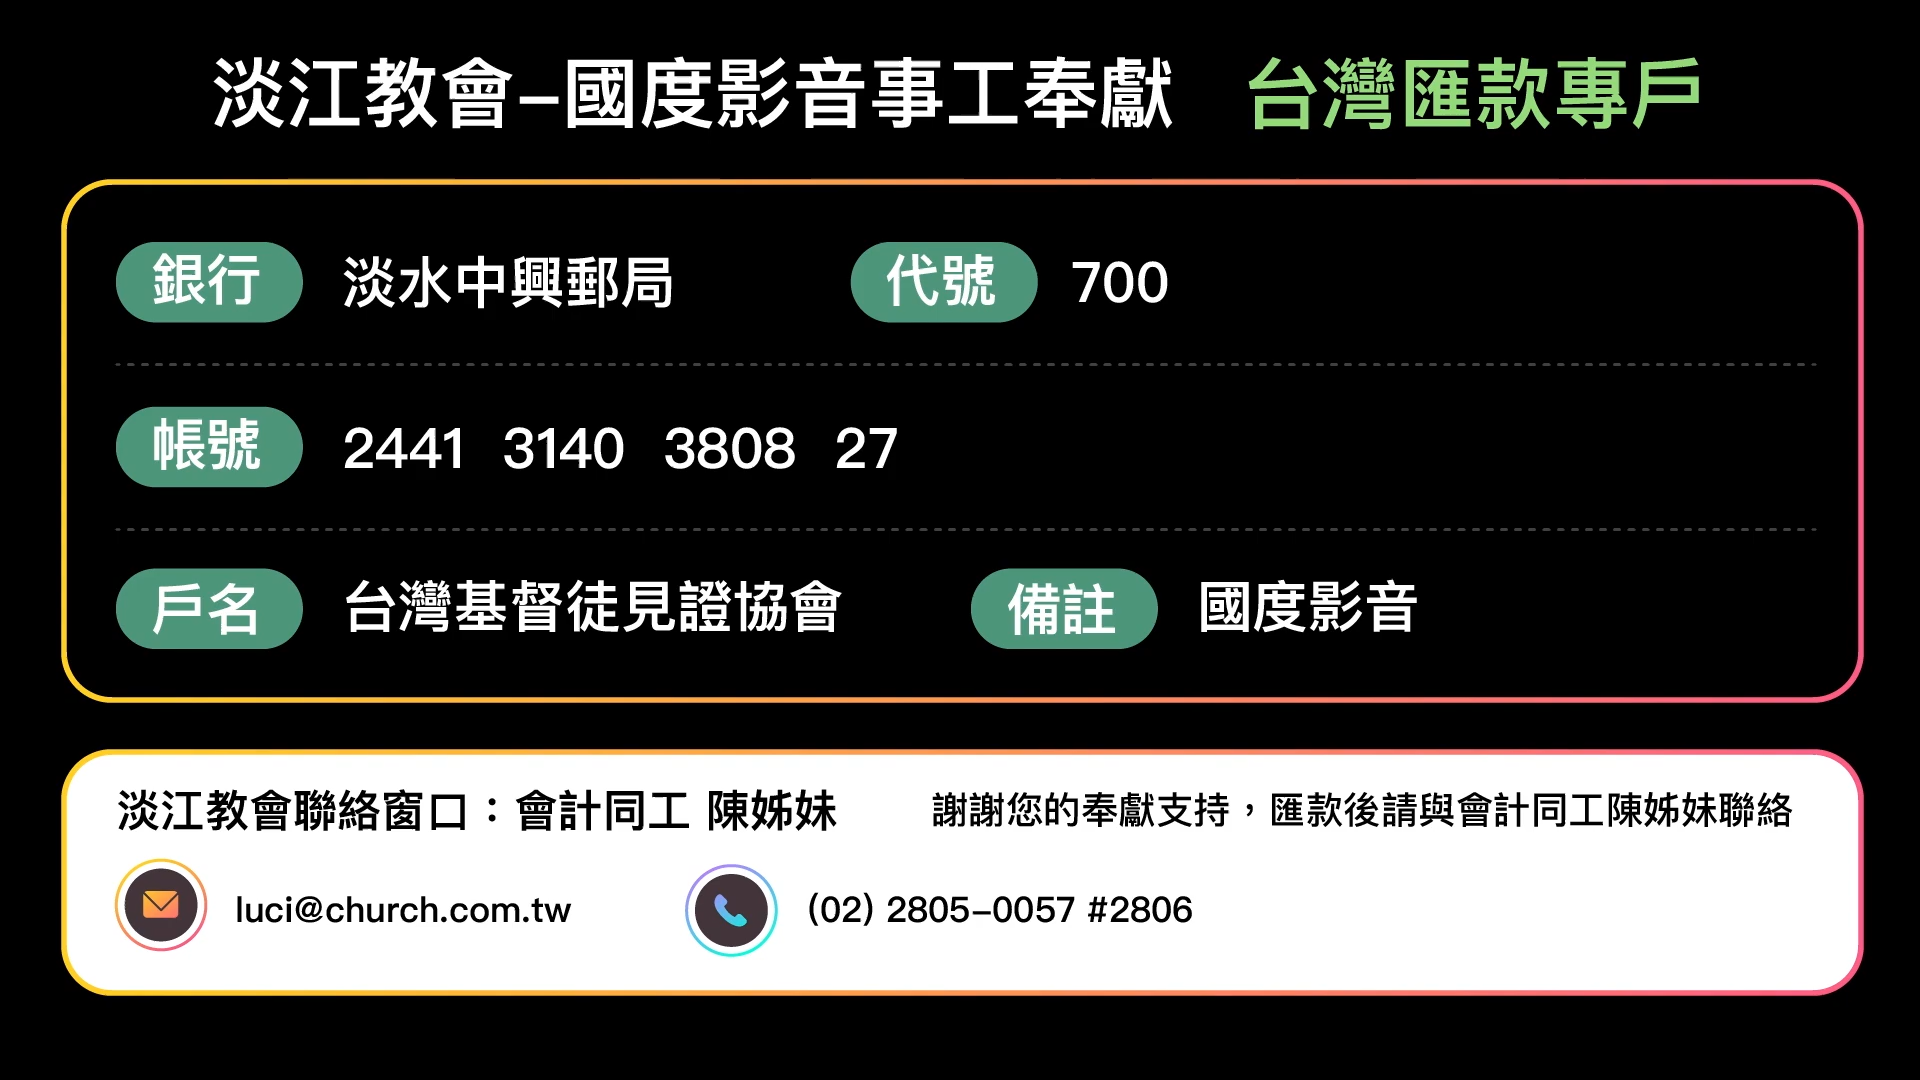 淡江教會–國度影音事工奉獻 台灣匯款專戶
銀行 淡水中興郵局 代號 700
帳號 2441 3140 3808 27
戶名 台灣基督徒見證協會 備註 國度影音
淡江教會聯絡窗口：會計同工 陳姊妹 謝謝您的奉獻支持，匯款後請與會計同工陳姊妹聯絡
luci@church.com.tw (02) 2805–0057 #2806